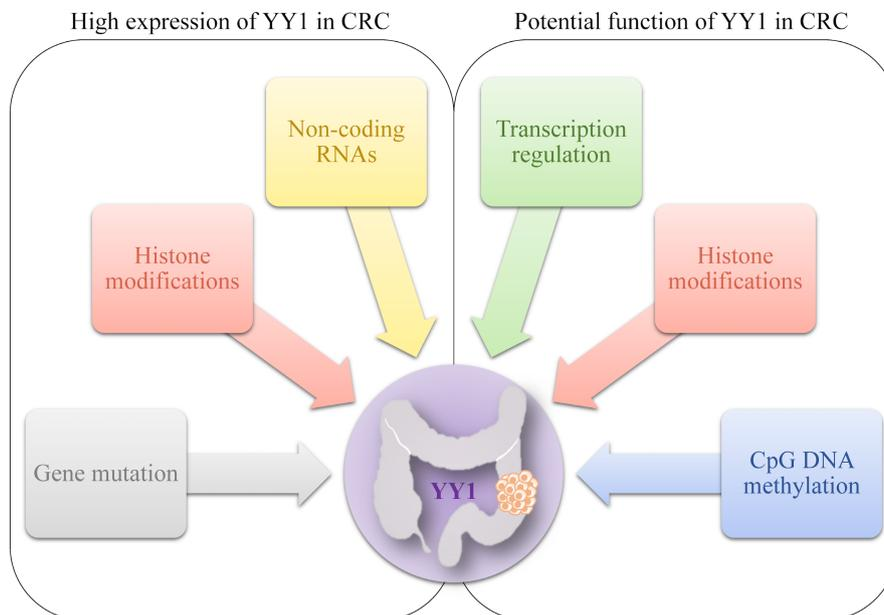 High expression of YY1 in CRC
Potential function of YY1 in CRC
Non-coding
RNAs
Transcription
regulation
Histone
modifications
Histone
modifications
Gene mutation
YY1
CpG DNA
methylation